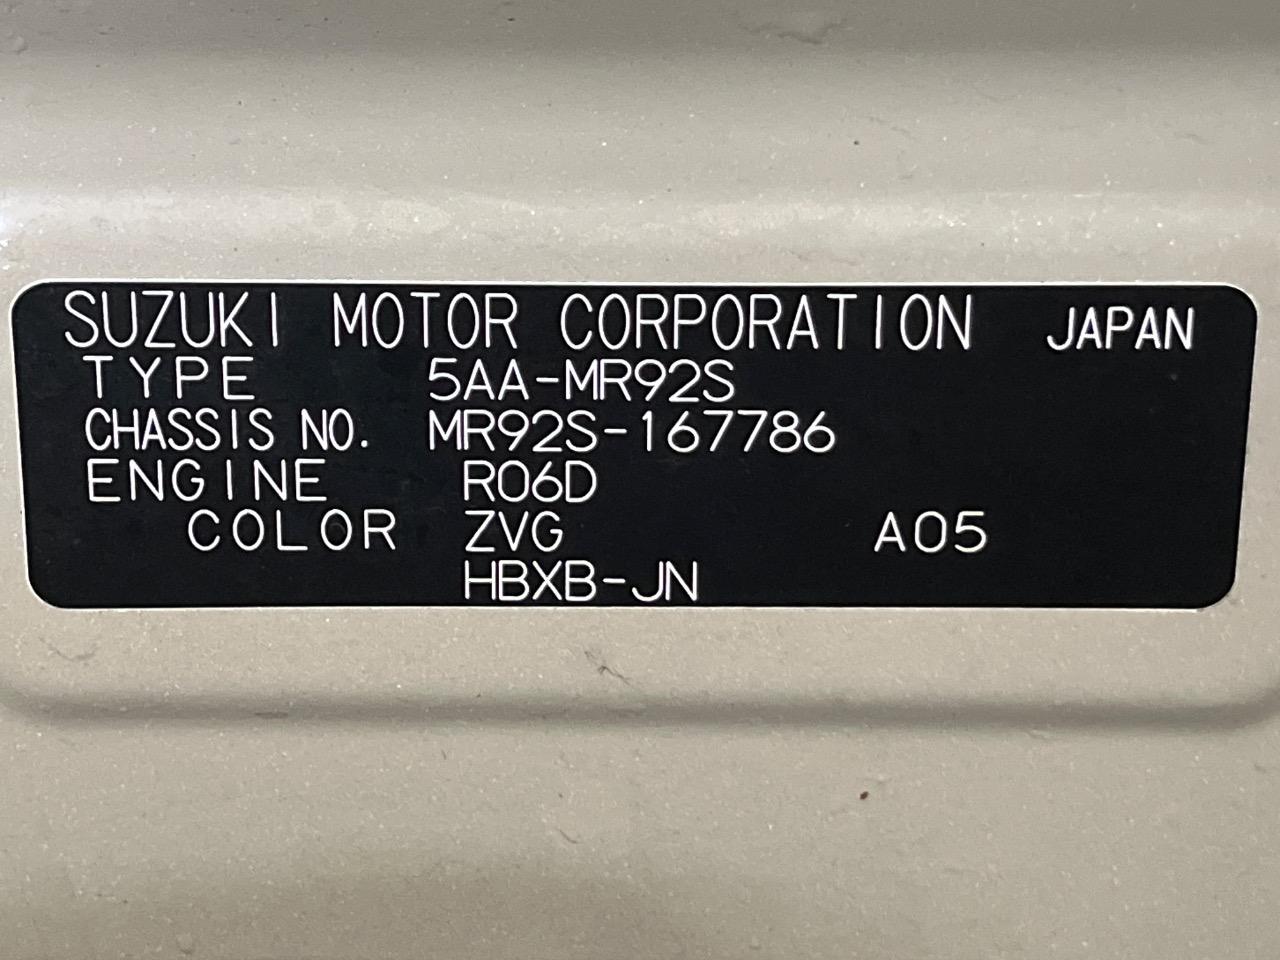 SUZUKI MOTOR CORPORATION JAPAN
TYPE 5AA-MR92S
CHASSIS NO. MR92S-167786
ENGINE R06D
COLOR ZVG A05
HBXB-JN